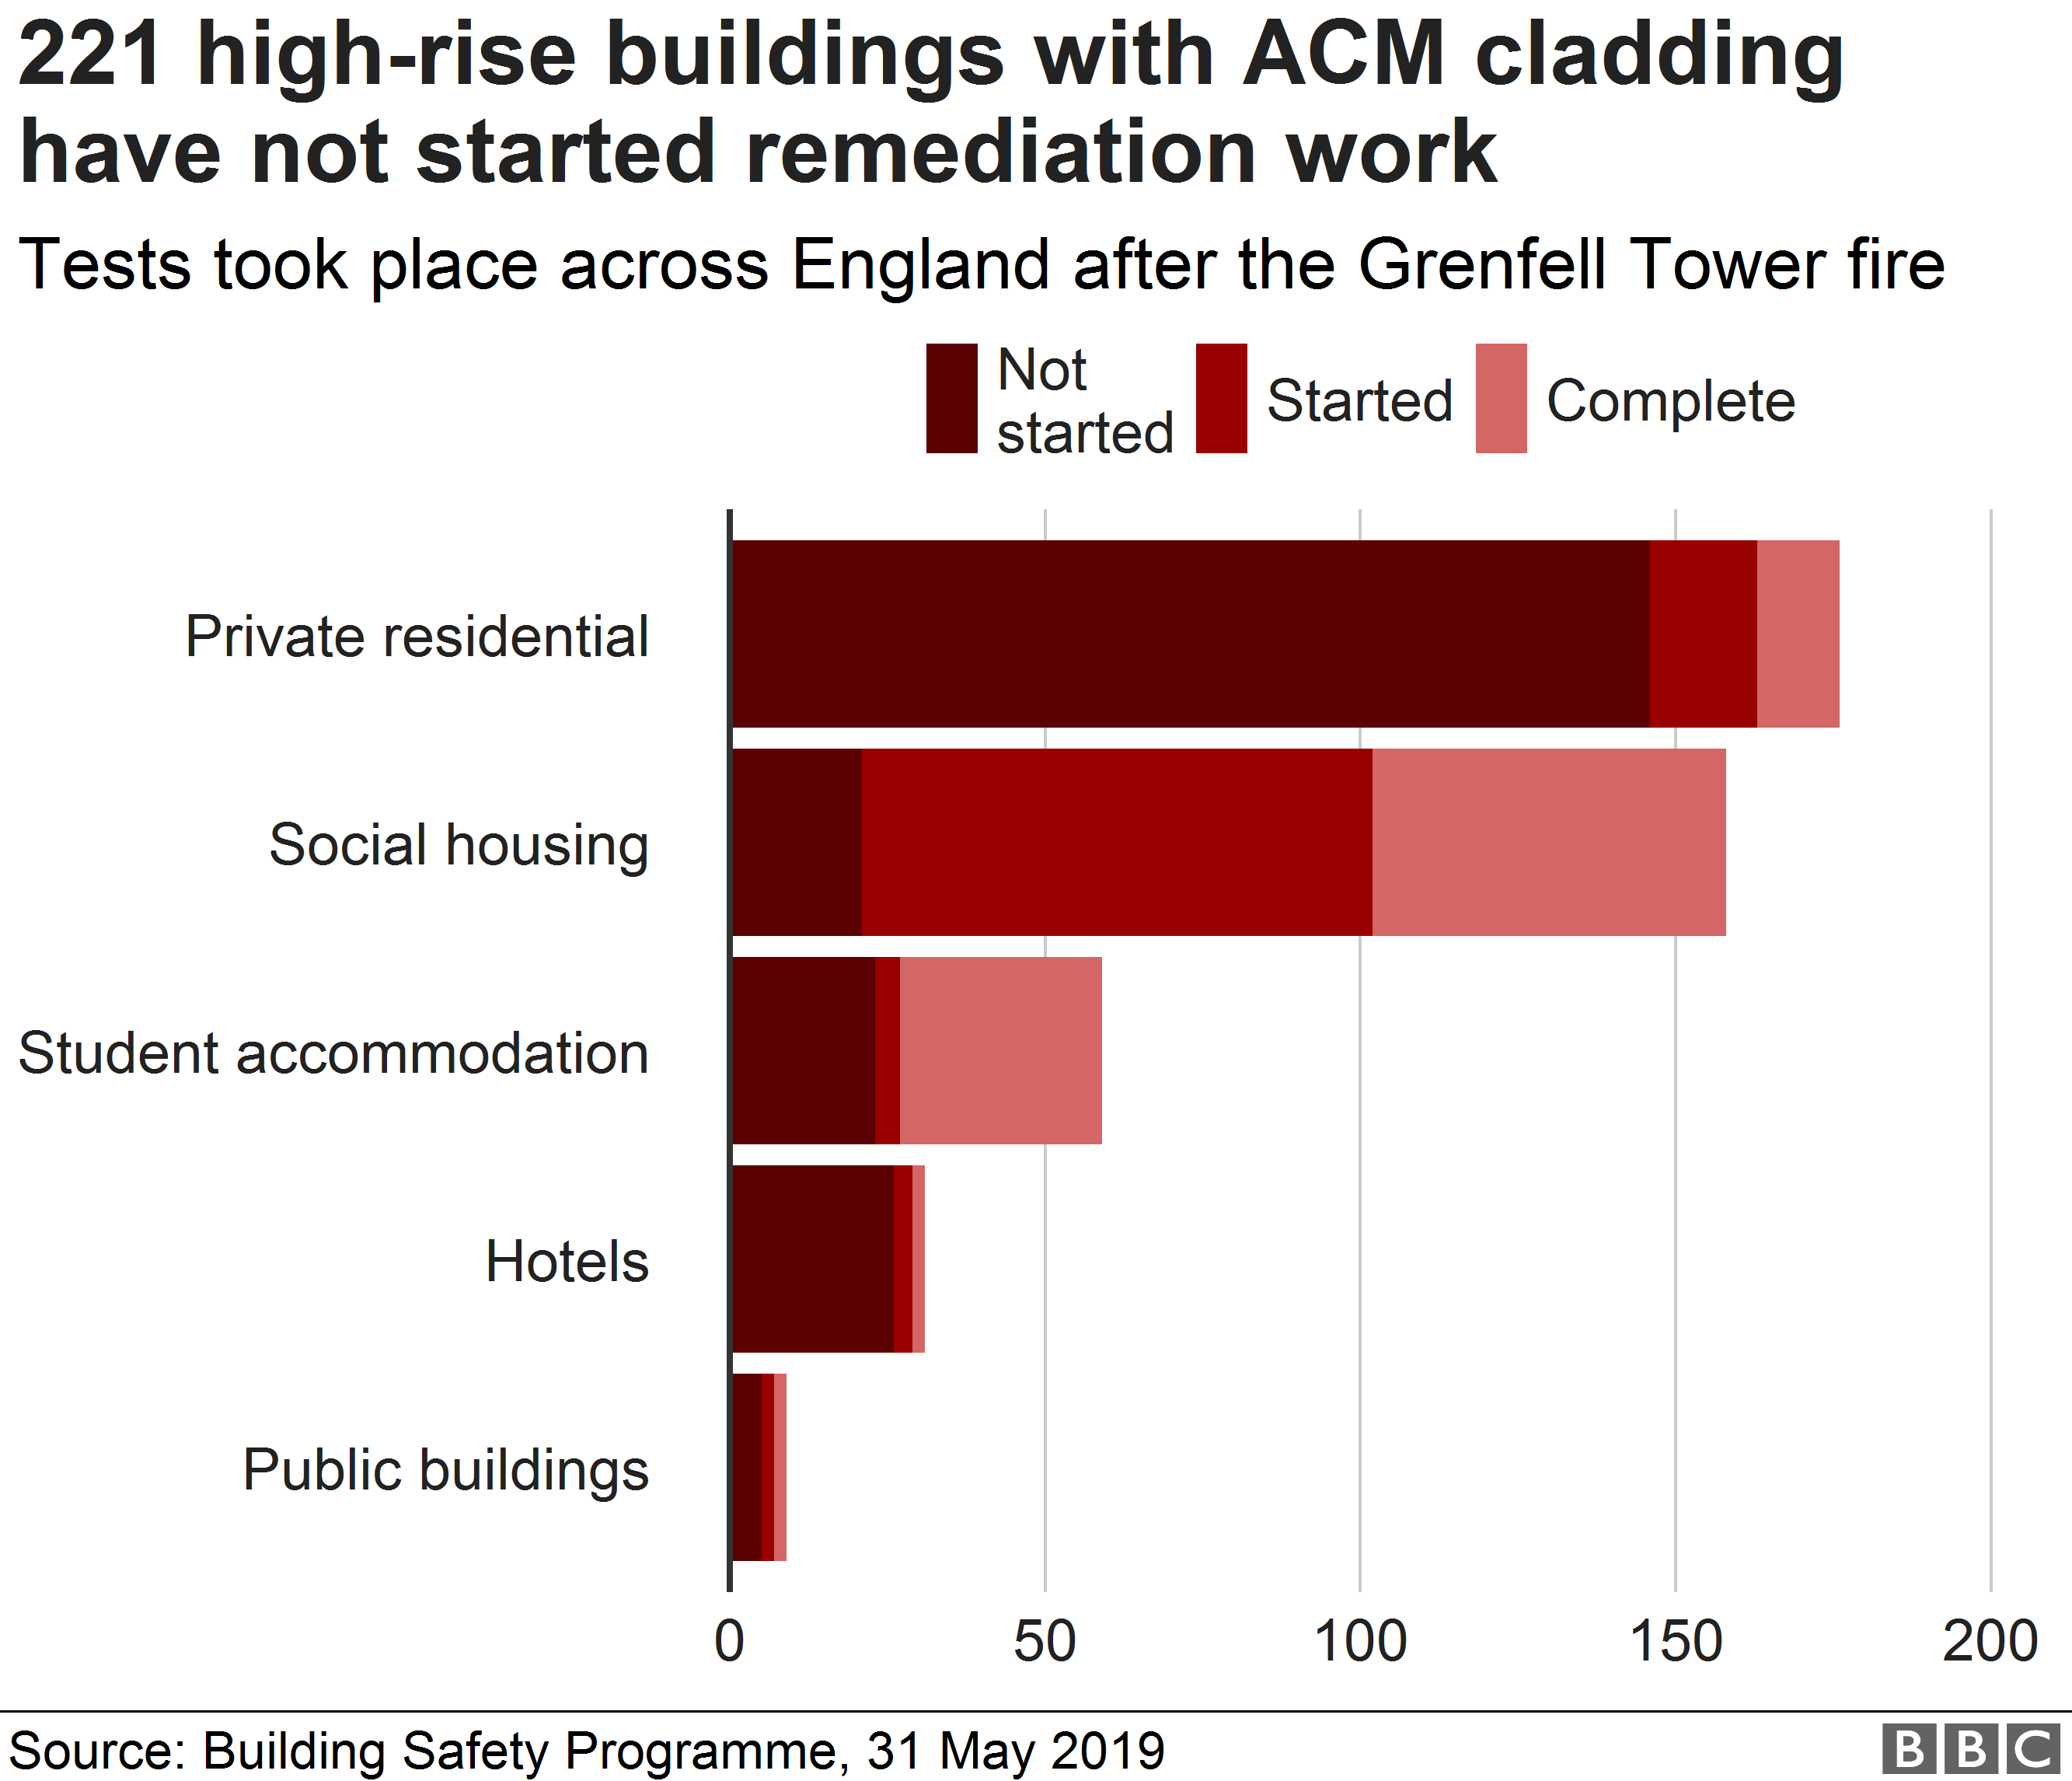 221 high-rise buildings with ACM cladding
have not started remediation work
Tests took place across England after the Grenfell Tower fire
Not
started
Started
Complete
Private residential
Social housing
Student accommodation
Hotels
Public buildings
0 50 100 150 200
Source: Building Safety Programme, 31 May 2019
BBC